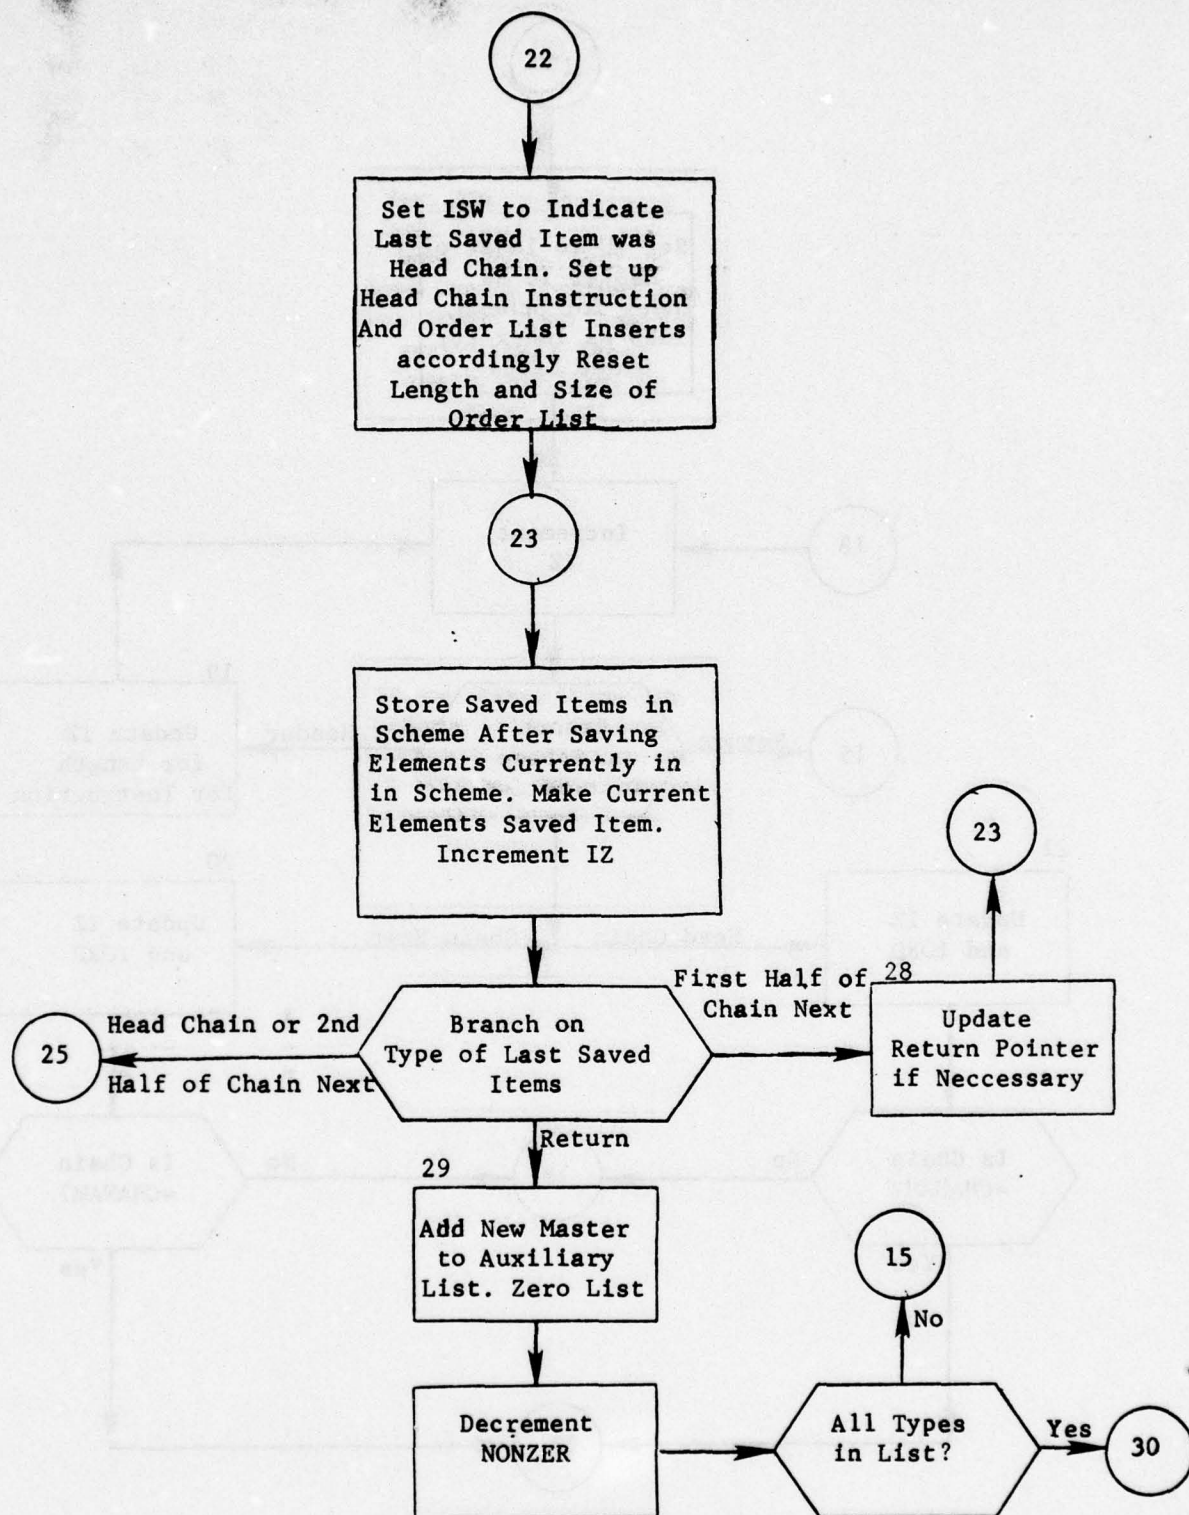 22
Set ISW to Indicate
Last Saved Item was
Head Chain. Set up
Head Chain Instruction
And Order List Inserts
accordingly Reset
Length and Size of
Order List
23
Store Saved Items in
Scheme After Saving
Elements Currently in
in Scheme. Make Current
Elements Saved Item.
Increment IZ
23
First Half of
Chain Next
28
Update
Return Pointer
if Neccessary
Branch on
Type of Last Saved
Items
Head Chain or 2nd
Half of Chain Next
25
Return
29
Add New Master
to Auxiliary
List. Zero List
15
No
Decrement
NONZER
All Types
in List?
Yes
30